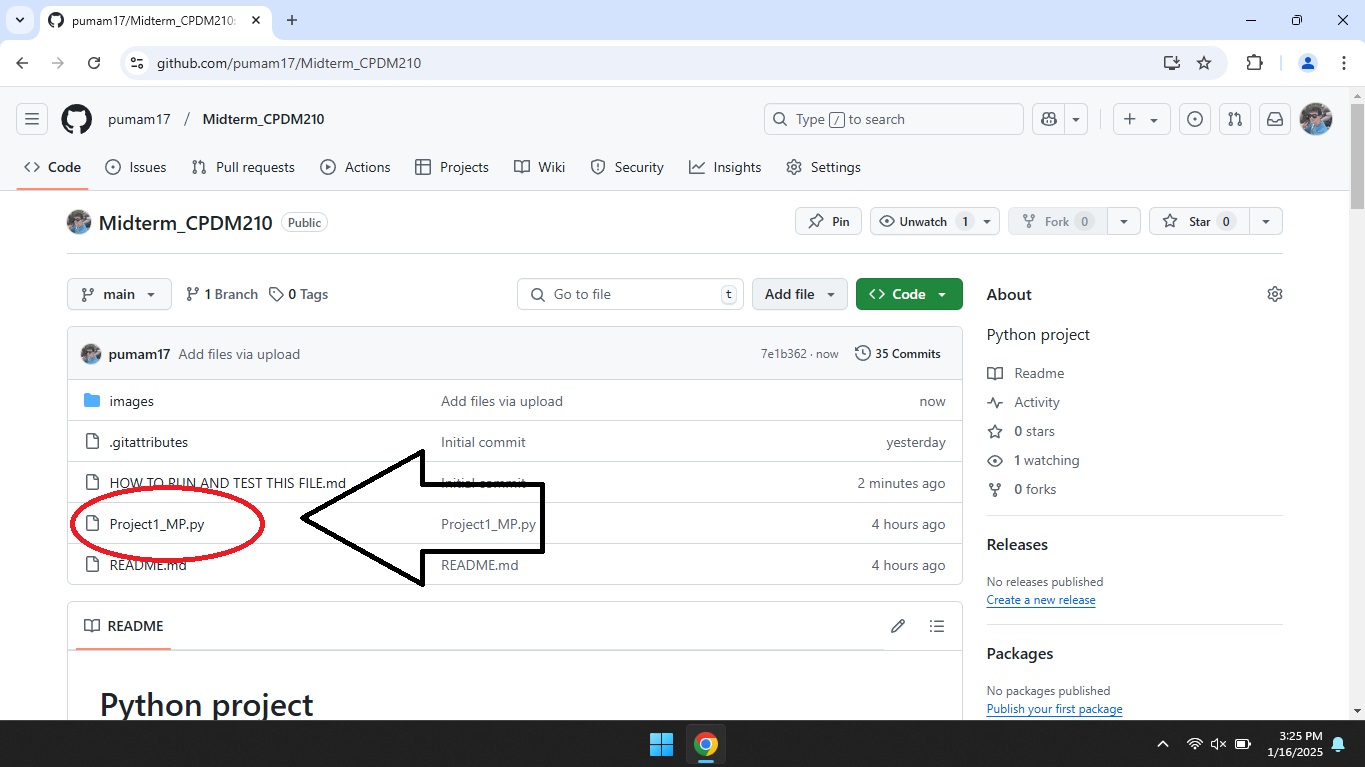 pumam17/Midterm_CPDM210:
github.com/pumam17/Midterm_CPDM210
pumam17 / Midterm_CPDM210
Type / to search
Code Issues Pull requests Actions Projects Wiki Security Insights Settings
Midterm_CPDM210 Public
Pin Unwatch 1 Fork 0 Star 0
main 1 Branch 0 Tags Go to file t Add file Code
About
Python project
pumam17 Add files via upload 7e1b362 · now 35 Commits
Readme
images Add files via upload now
Activity
0 stars
.gitattributes Initial commit yesterday
1 watching
HOW TO RUN AND TEST THIS FILE.md Initial commit 2 minutes ago
0 forks
Project1_MP.py Project1_MP.py 4 hours ago
Releases
README.md README.md 4 hours ago
No releases published
Create a new release
README
Packages
No packages published
Python project
Publish your first package
3:25 PM
1/16/2025